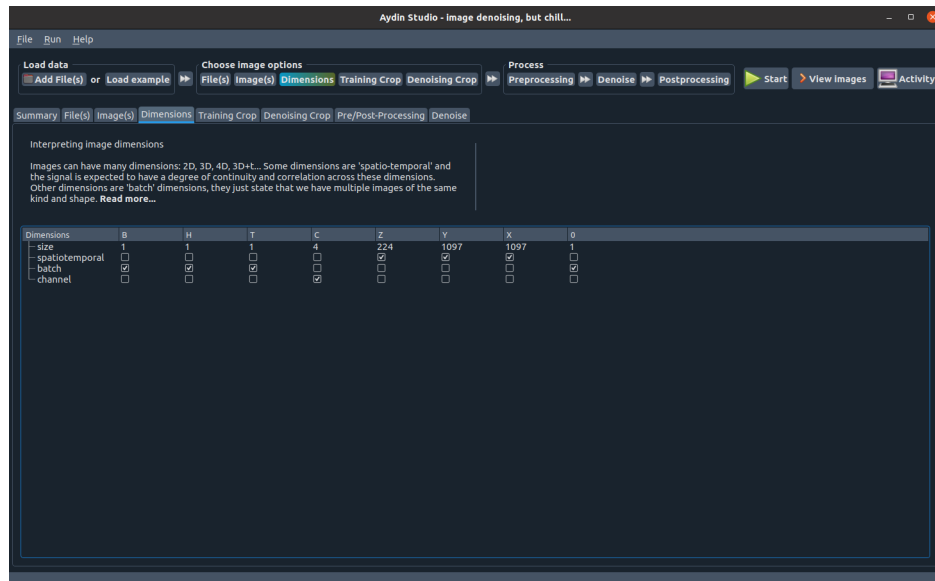 Aydin Studio - image denoising, but chill...
File Run Help
Load data
Choose image options
Process
Add File(s) or Load example
File(s) Image(s) Dimensions Training Crop Denoising Crop
Preprocessing Denoise Postprocessing
Start
View images
Activity
Summary File(s) Image(s) Dimensions Training Crop Denoising Crop Pre/Post-Processing Denoise
Interpreting image dimensions
Images can have many dimensions: 2D, 3D, 4D, 3D+t... Some dimensions are 'spatio-temporal' and
the signal is expected to have a degree of continuity and correlation across these dimensions.
Other dimensions are 'batch' dimensions, they just state that we have multiple images of the same
kind and shape. Read more...
Dimensions B H T C Z Y X 0
size 1 1 1 4 224 1097 1097 1
spatiotemporal
batch
channel